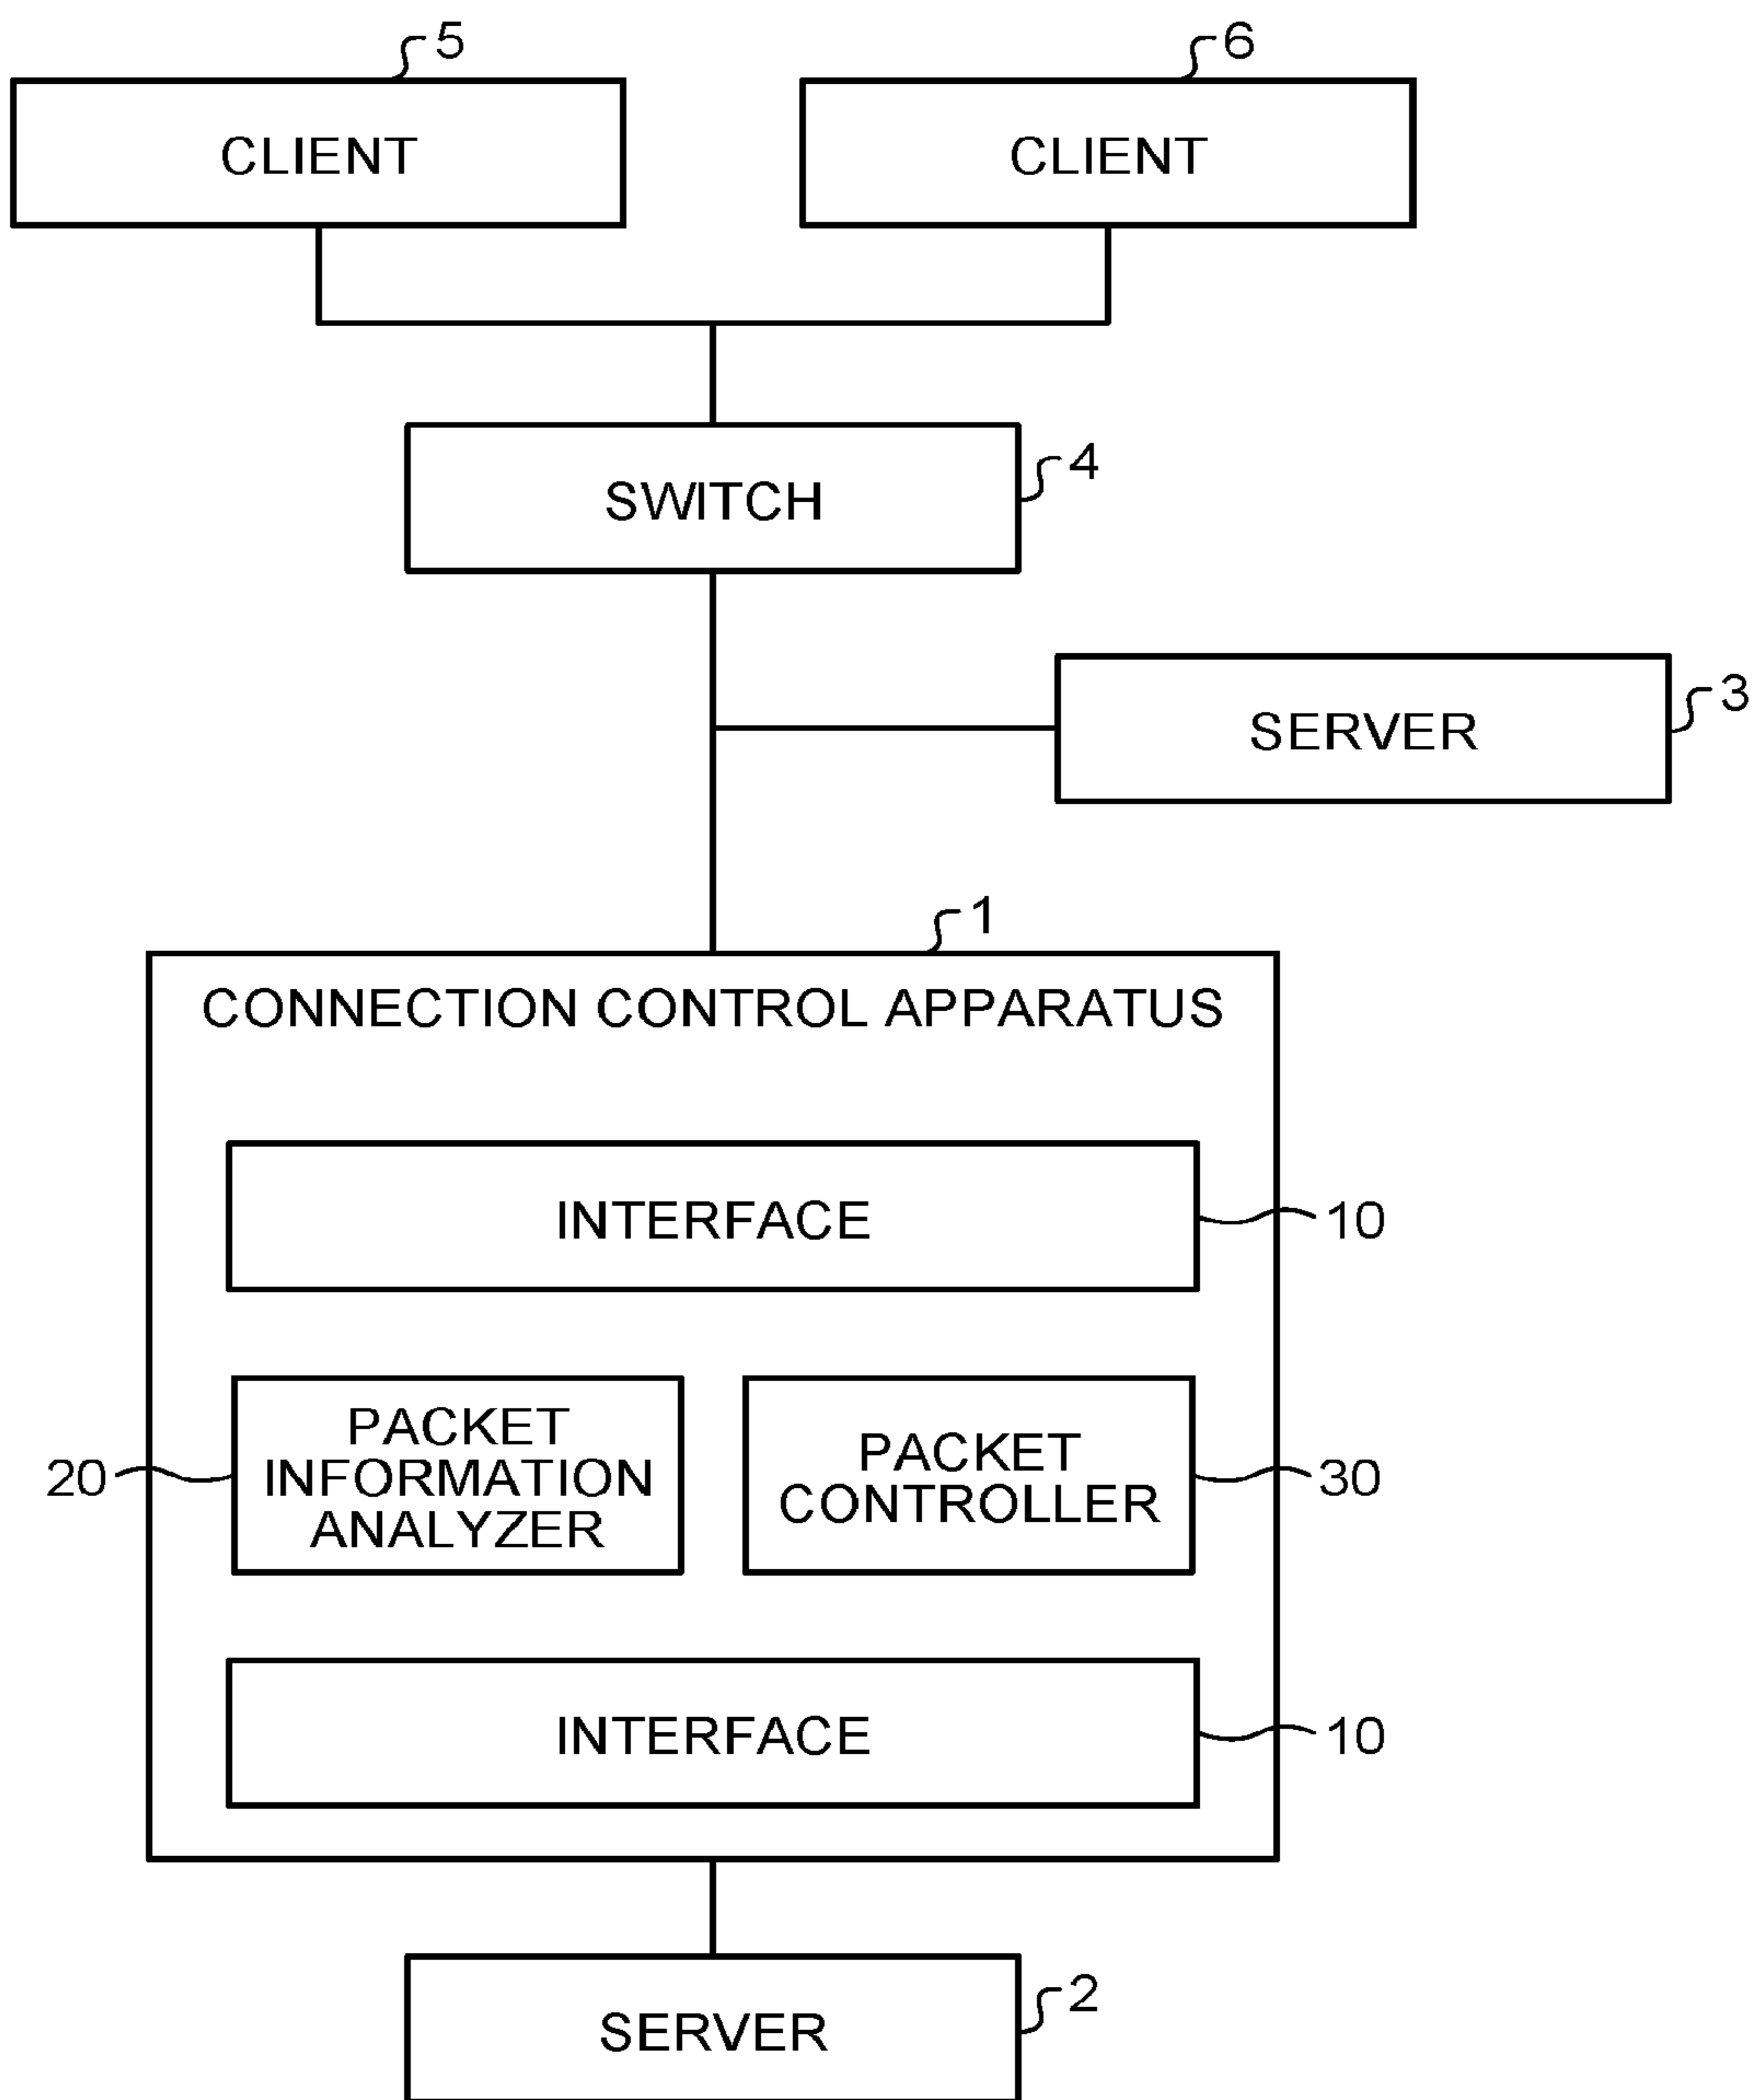 5
6
CLIENT
CLIENT
4
SWITCH
3
SERVER
1
CONNECTION CONTROL APPARATUS
INTERFACE
10
PACKET
INFORMATION
ANALYZER
20
PACKET
CONTROLLER
30
INTERFACE
10
2
SERVER